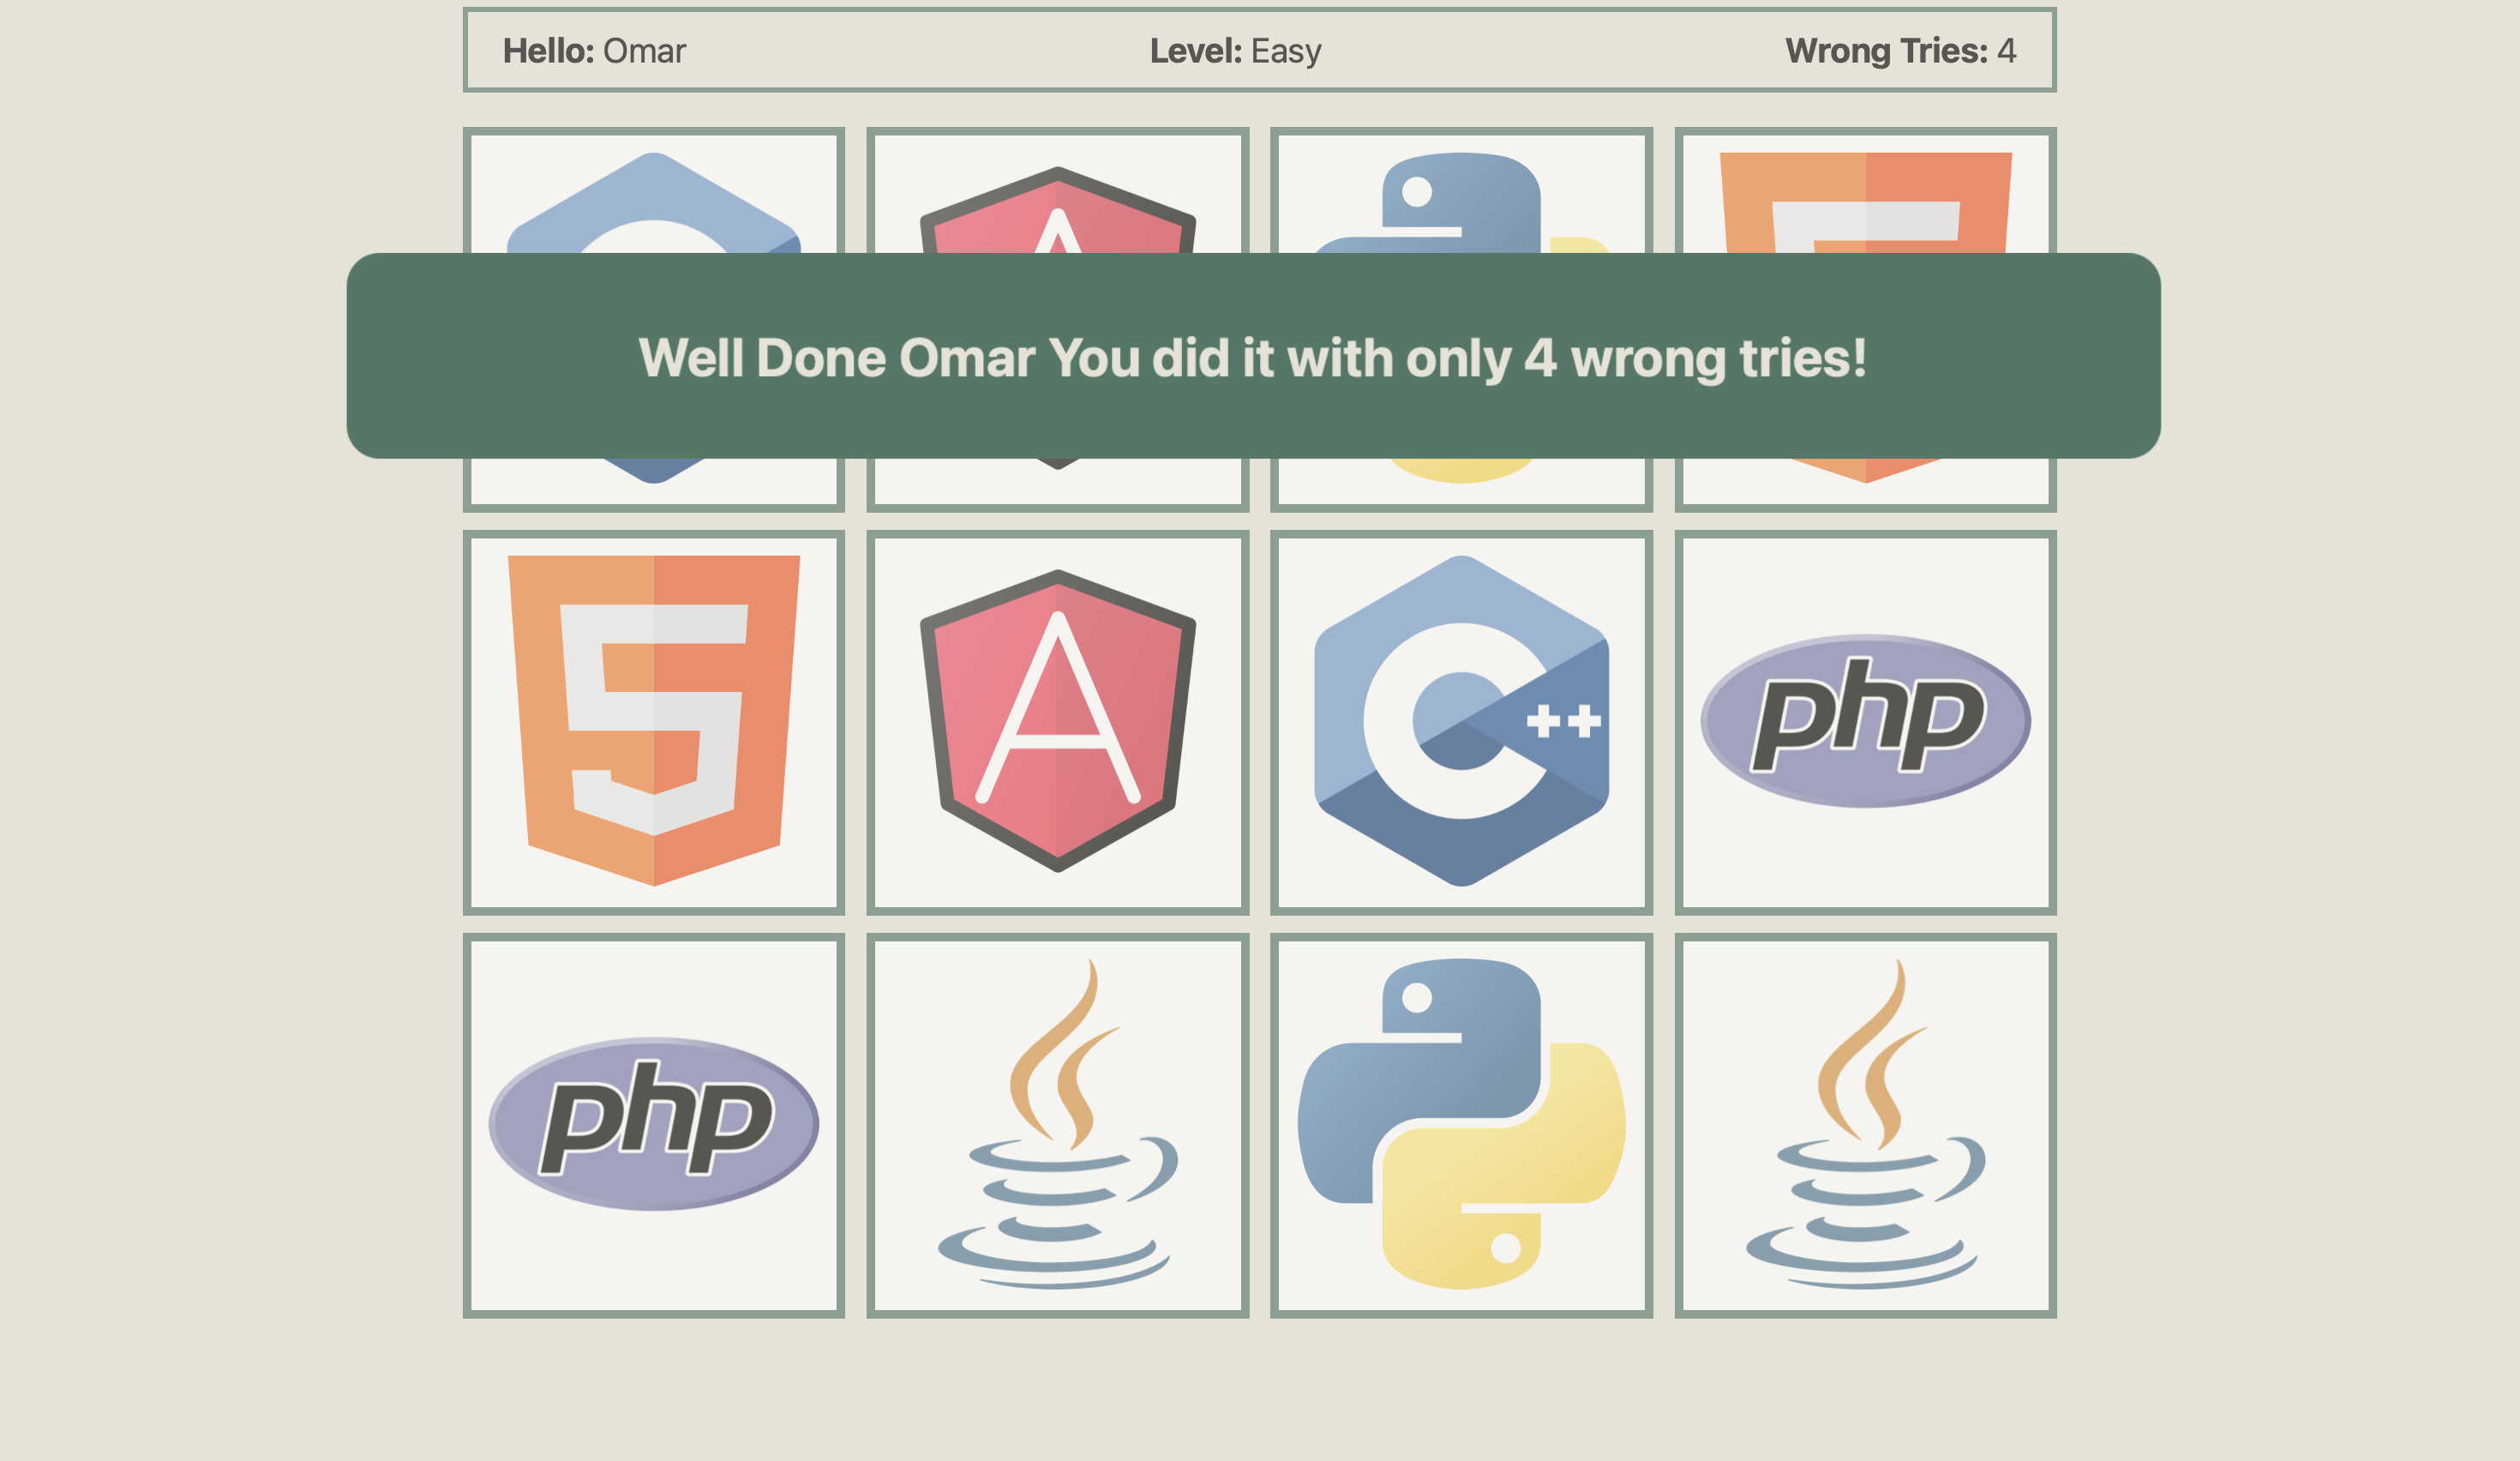 Hello: Omar Level: Easy Wrong Tries: 4
Well Done Omar You did it with only 4 wrong tries!
5 A C++ php
php